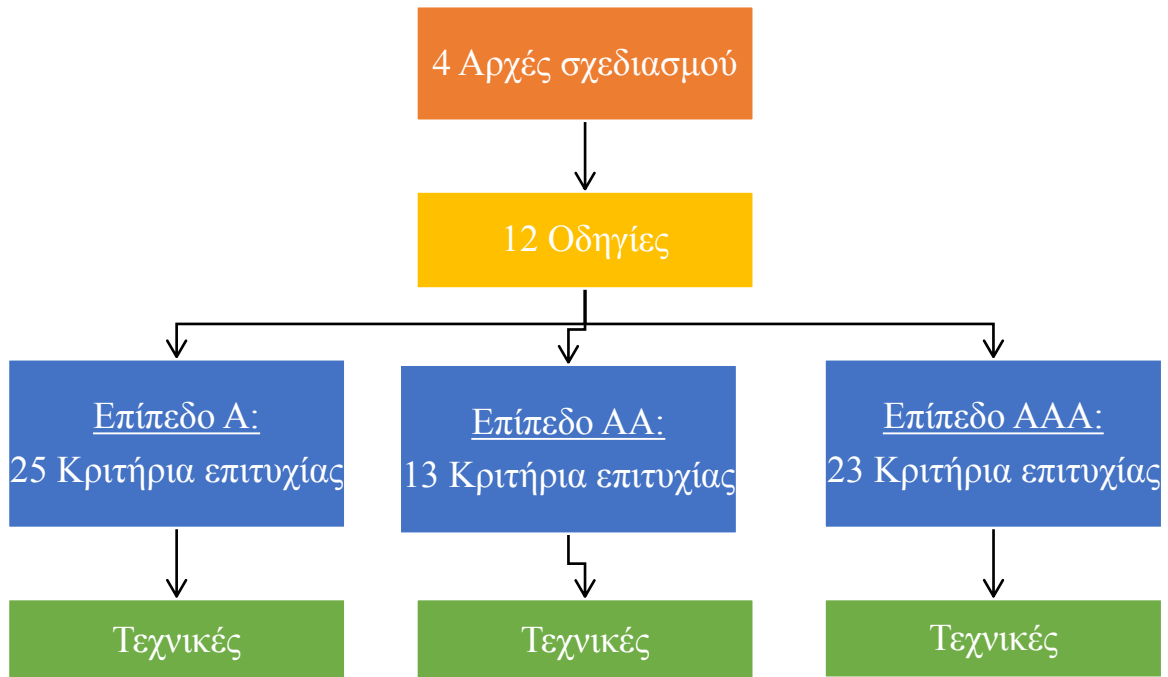 4 Αρχές σχεδιασμού
12 Οδηγίες
Επίπεδο Α:
25 Κριτήρια επιτυχίας
Επίπεδο ΑΑ:
13 Κριτήρια επιτυχίας
Επίπεδο ΑΑΑ:
23 Κριτήρια επιτυχίας
Τεχνικές
Τεχνικές
Τεχνικές